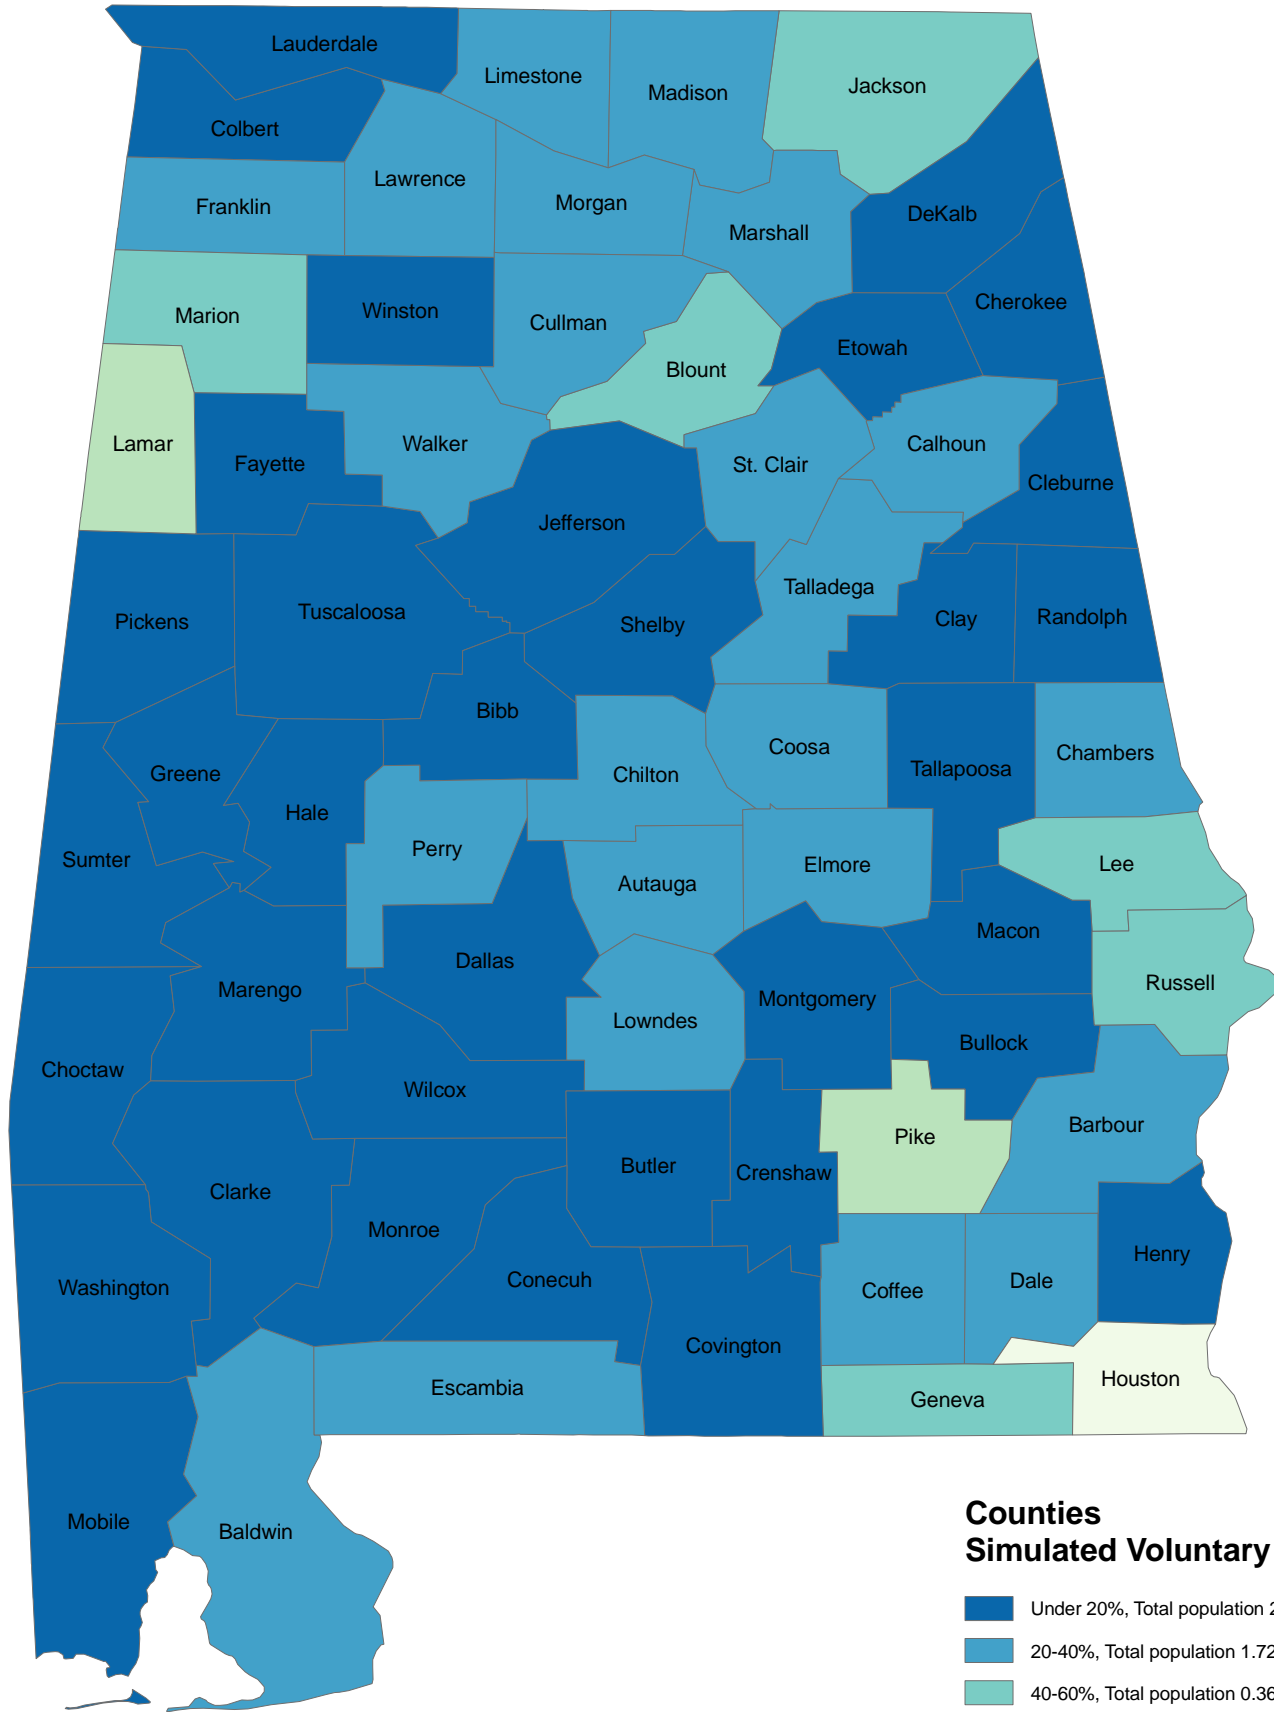 Lauderdale
Limestone
Madison
Jackson
Colbert
Lawrence
Franklin
Morgan
DeKalb
Marshall
Cherokee
Marion
Winston
Cullman
Etowah
Blount
Lamar
Walker
Calhoun
Fayette
St. Clair
Cleburne
Jefferson
Talladega
Tuscaloosa
Pickens
Shelby
Clay
Randolph
Bibb
Coosa
Chambers
Greene
Chilton
Tallapoosa
Hale
Perry
Sumter
Elmore
Lee
Autauga
Macon
Dallas
Marengo
Russell
Montgomery
Lowndes
Bullock
Choctaw
Wilcox
Barbour
Pike
Butler
Crenshaw
Clarke
Monroe
Henry
Conecuh
Dale
Washington
Coffee
Covington
Houston
Escambia
Geneva
Mobile
Baldwin
Counties
Simulated Voluntary
Under 20%, Total population
20-40%, Total population 1.72
40-60%, Total population 0.36